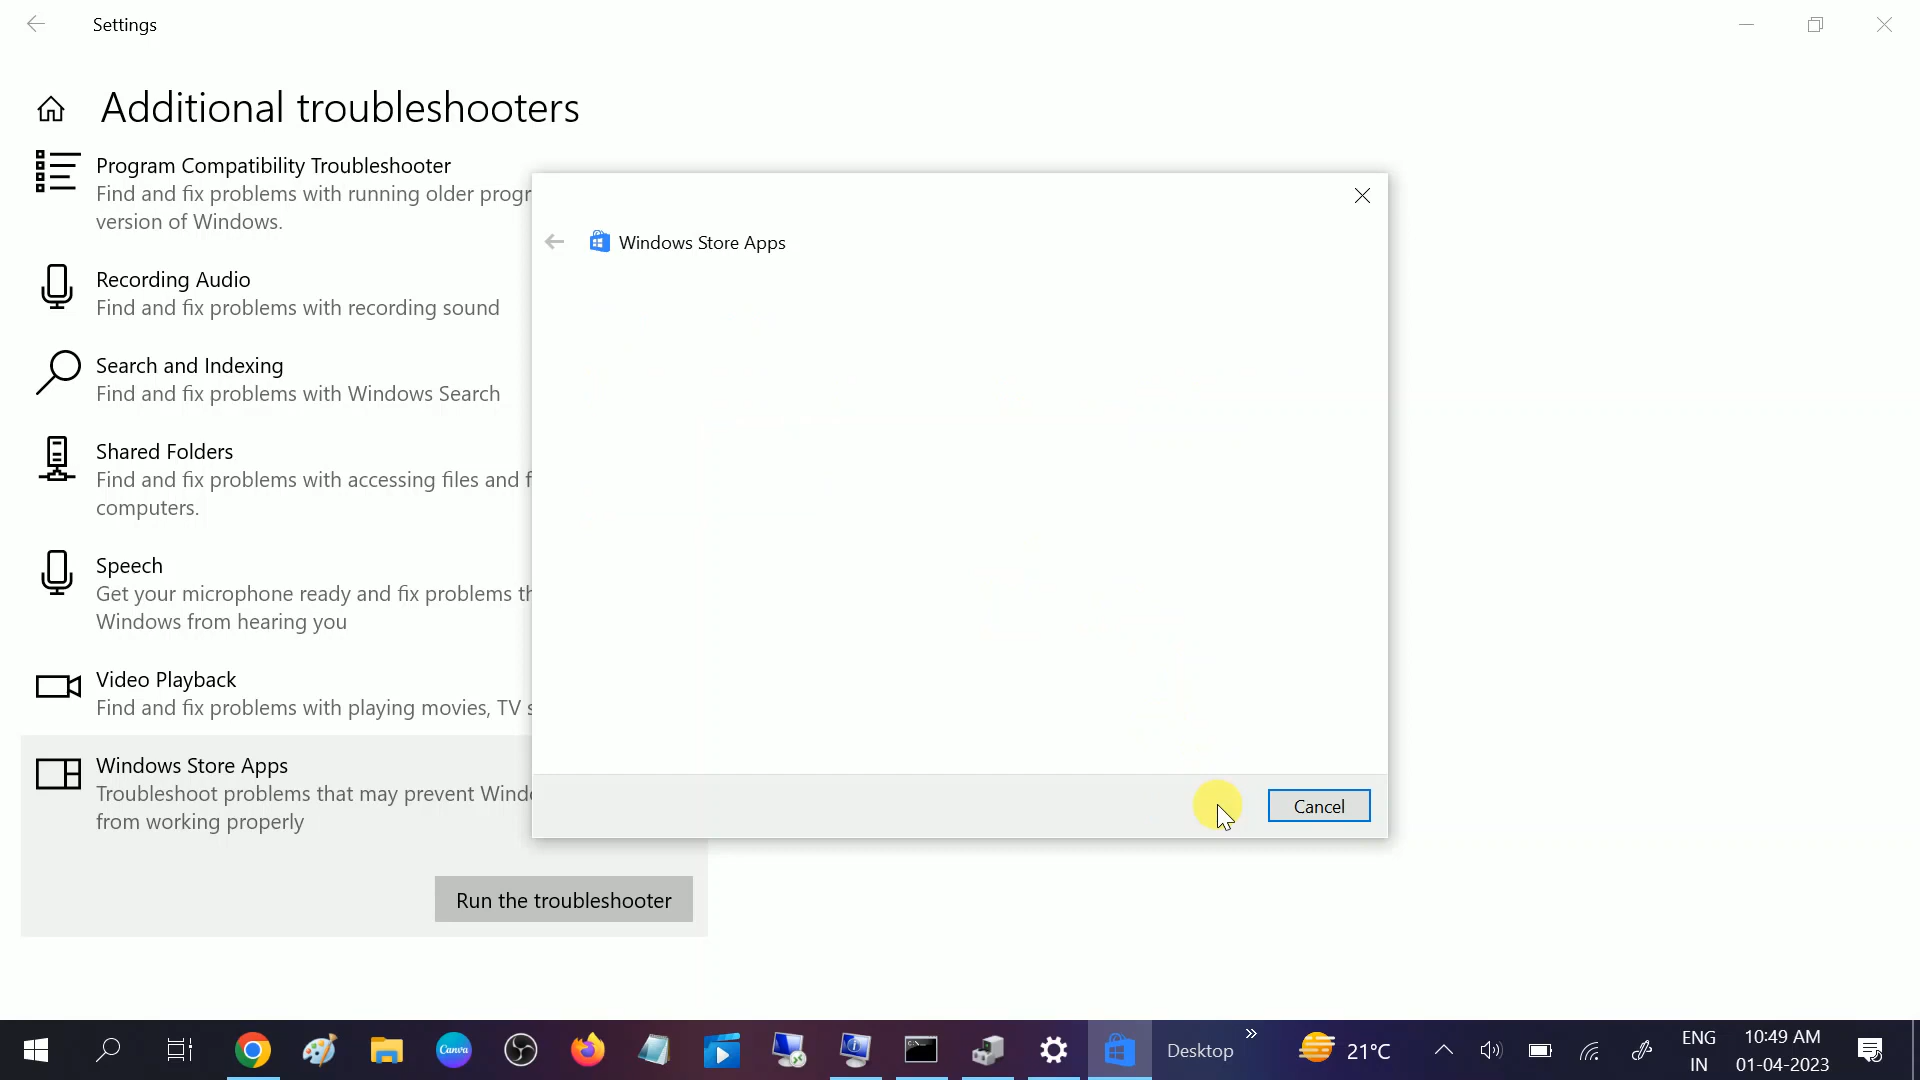 Settings
Additional troubleshooters
Program Compatibility Troubleshooter
Find and fix problems with running older progr
version of Windows.
Recording Audio
Find and fix problems with recording sound
Search and Indexing
Find and fix problems with Windows Search
Shared Folders
Find and fix problems with accessing files and f
computers.
Speech
Get your microphone ready and fix problems th
Windows from hearing you
Video Playback
Find and fix problems with playing movies, TV s
Windows Store Apps
Troubleshoot problems that may prevent Windo
from working properly
Run the troubleshooter
Windows Store Apps
Cancel
Canva
Desktop
21°C
ENG
IN
10:49 AM
01-04-2023